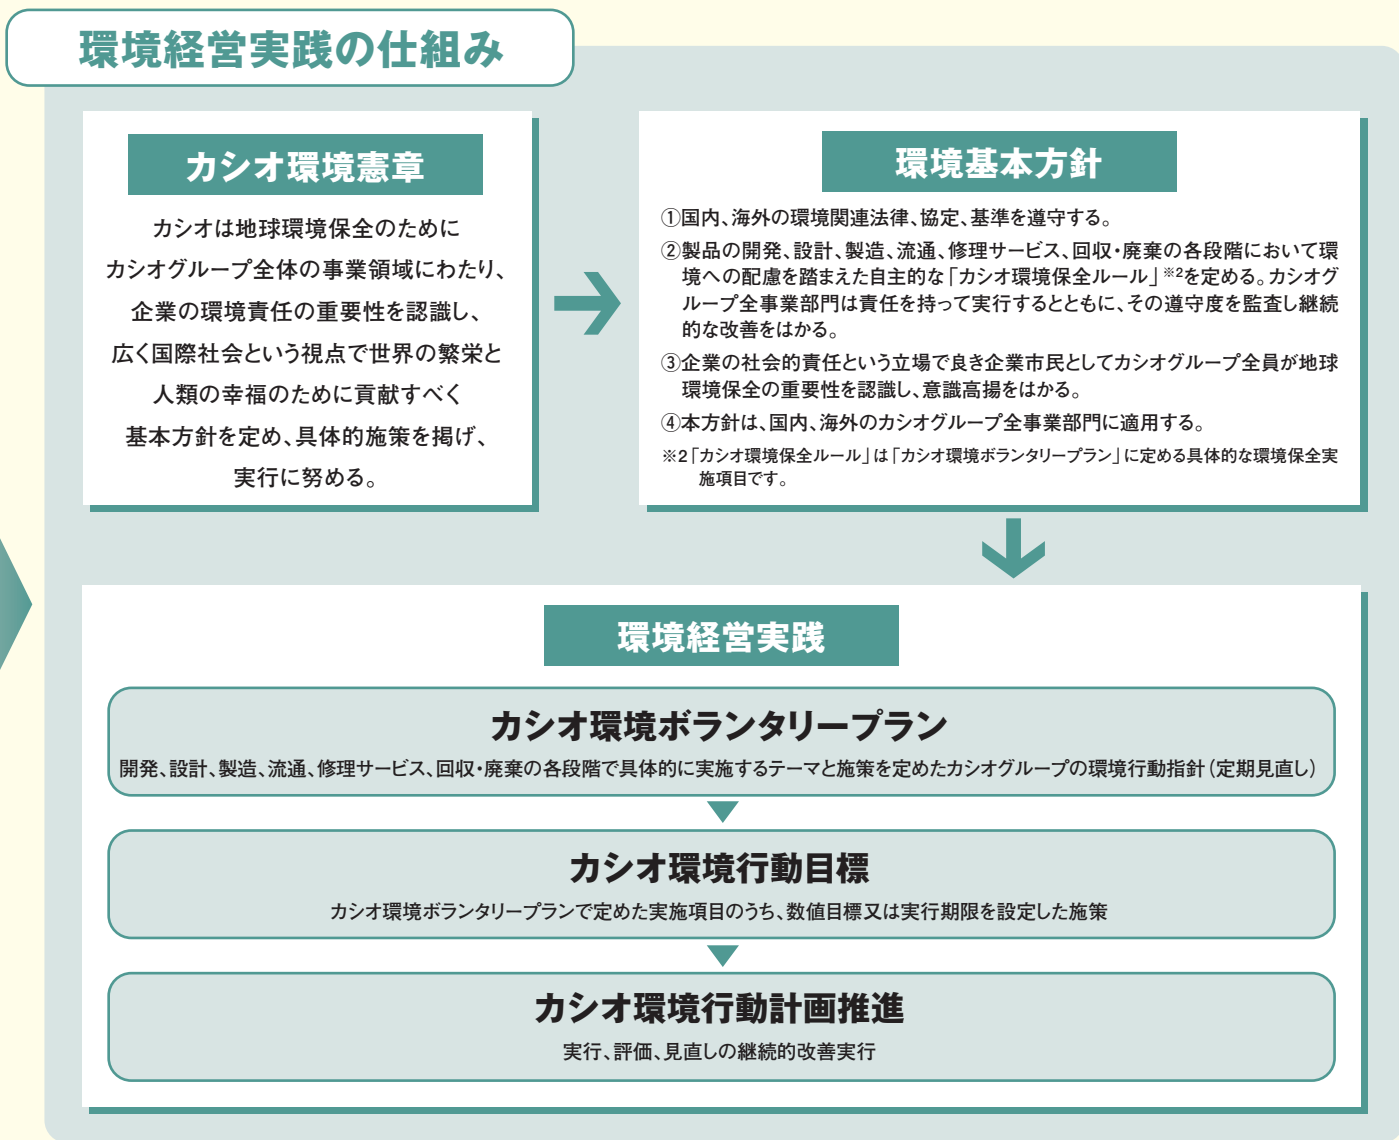 環境経営実践の仕組み
カシオ環境憲章
カシオは地球環境保全のために
カシオグループ全体の事業領域にわたり、
企業の環境責任の重要性を認識し、
広く国際社会という視点で世界の繁栄と
人類の幸福のために貢献すべく
基本方針を定め、具体的施策を掲げ、
実行に努める。
環境基本方針
①国内、海外の環境関連法律、協定、基準を遵守する。
②製品の開発、設計、製造、流通、修理サービス、回収・廃棄の各段階において環
境への配慮を踏まえた自主的な「カシオ環境保全ルール」※2を定める。カシオグ
ループ全事業部門は責任を持って実行するとともに、その遵守度を監査し継続
的な改善をはかる。
③企業の社会的責任という立場で良き企業市民としてカシオグループ全員が地球
環境保全の重要性を認識し、意識高揚をはかる。
④本方針は、国内、海外のカシオグループ全事業部門に適用する。
※2「カシオ環境保全ルール」は「カシオ環境ボランタリープラン」に定める具体的な環境保全実
施項目です。
環境経営実践
カシオ環境ボランタリープラン
開発、設計、製造、流通、修理サービス、回収・廃棄の各段階で具体的に実施するテーマと施策を定めたカシオグループの環境行動指針（定期見直し）
カシオ環境行動目標
カシオ環境ボランタリープランで定めた実施項目のうち、数値目標又は実行期限を設定した施策
カシオ環境行動計画推進
実行、評価、見直しの継続的改善実行